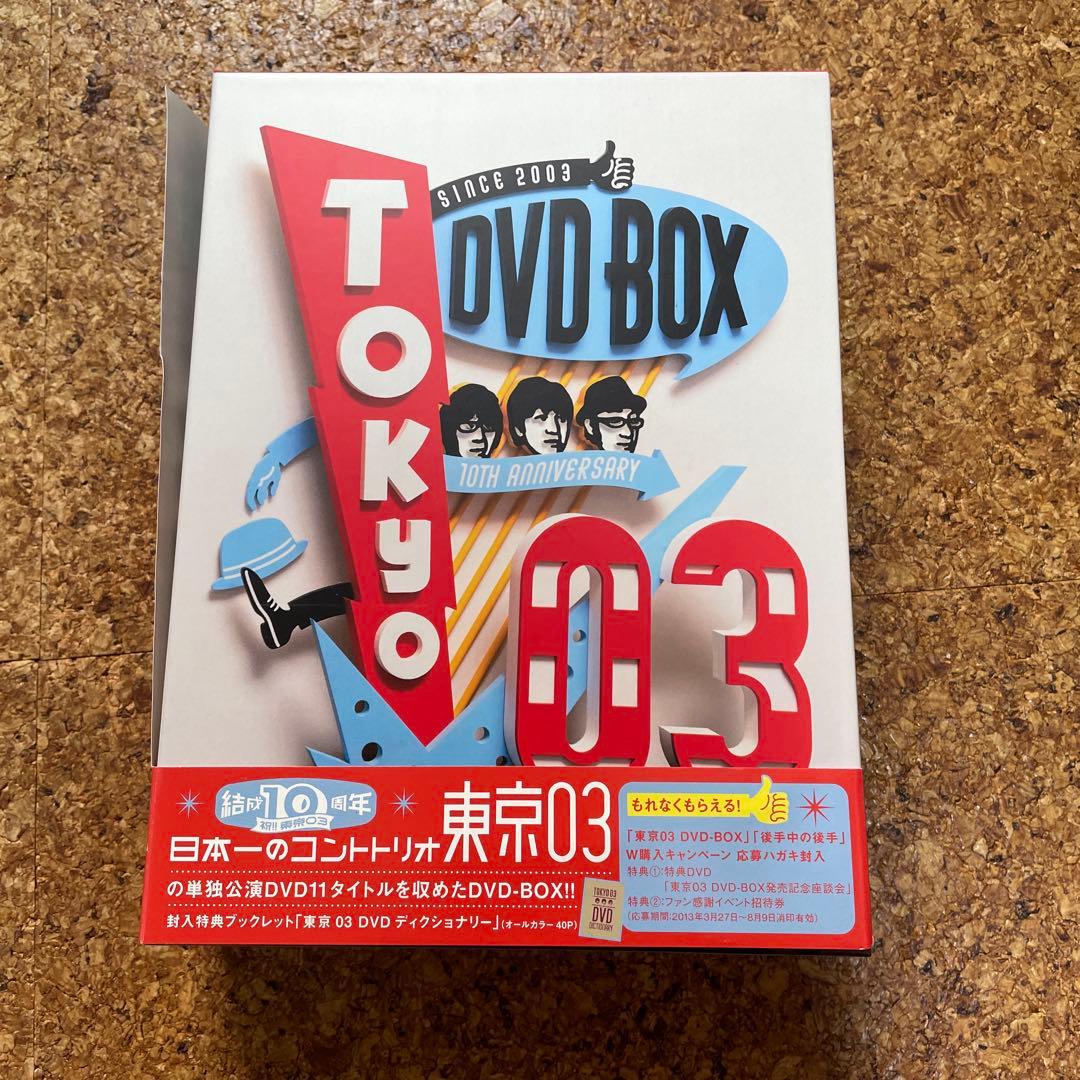 SINCE 2003
DVD BOX
TOKYO
10TH ANNIVERSARY
03
結成10周年
祝!! 東京03
日本一のコントトリオ 東京03
の単独公演DVD11タイトルを収めたDVD-BOX!!
封入特典ブックレット「東京 03 DVD ディクショナリー」(オールカラー 40P)
TOKYO 03
DVD
DICTIONARY
もれなくもらえる!
「東京03 DVD-BOX」「後手中の後手」
W購入キャンペーン 応募ハガキ封入
特典①:特典DVD
「東京03 DVD-BOX発売記念座談会」
特典②:ファン感謝イベント招待券
(応募期間:2013年3月27日〜8月9日消印有効)